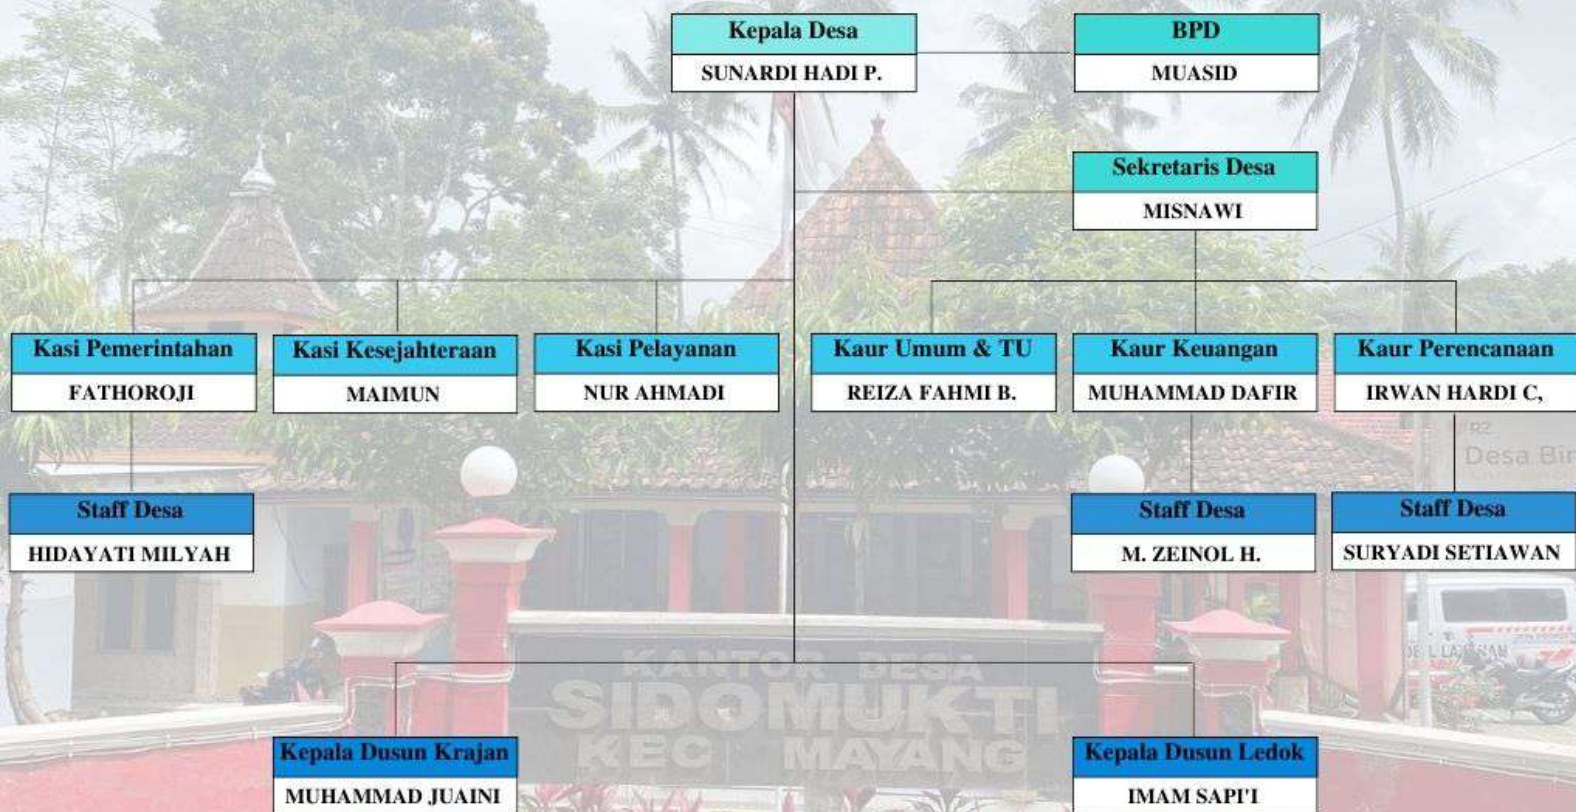 Kepala Desa
SUNARDI HADI P.
BPD
MUASID
Sekretaris Desa
MISNAWI
Kasi Pemerintahan
FATHOROJI
Kasi Kesejahteraan
MAIMUN
Kasi Pelayanan
NUR AHMADI
Kaur Umum & TU
REIZA FAHMI B.
Kaur Keuangan
MUHAMMAD DAFIR
Kaur Perencanaan
IRWAN HARDI C,
Desa
Staff Desa
HIDAYATI MILYAH
Staff Desa
M. ZEINOL H.
Staff Desa
SURYADI SETIAWAN
KANTOR DESA
SIDOMUKTI
KEC MAYANG
Kepala Dusun Krajan
MUHAMMAD JUAINI
Kepala Dusun Ledok
IMAM SAPI'I